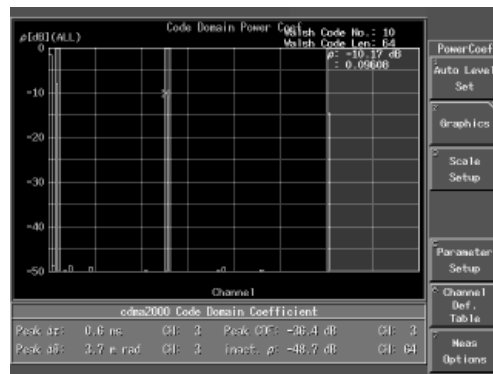 Code Domain Power Coef
ρ[dB](ALL)
Walsh Code No.: 10
Walsh Code Len: 64
ρ: -10.17 dB
: 0.09608
0
-10
-20
-30
-40
-50
Channel
cdma2000 Code Domain Coefficient
Peak Δτ: 0.6 ns CH: 3 Peak CDE: -36.4 dB CH: 3
Peak Δθ: 3.7 m rad CH: 3 inact. ρ: -48.7 dB CH: 64
PowerCoef
Auto Level
Set
Graphics
Scale
Setup
Parameter
Setup
Channel
Def.
Table
Meas
Options